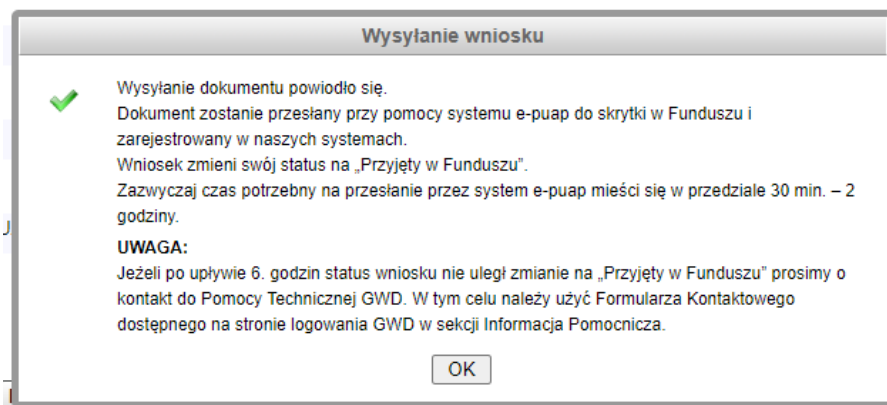 Wysyłanie wniosku
Wysyłanie dokumentu powiodło się.
Dokument zostanie przesłany przy pomocy systemu e-puap do skrytki w Funduszu i
zarejestrowany w naszych systemach.
Wniosek zmieni swój status na „Przyjęty w Funduszu”.
Zazwyczaj czas potrzebny na przesłanie przez system e-puap mieści się w przedziale 30 min. – 2
godziny.
UWAGA:
Jeżeli po upływie 6. godzin status wniosku nie uległ zmianie na „Przyjęty w Funduszu” prosimy o
kontakt do Pomocy Technicznej GWD. W tym celu należy użyć Formularza Kontaktowego
dostępnego na stronie logowania GWD w sekcji Informacja Pomocnicza.
OK